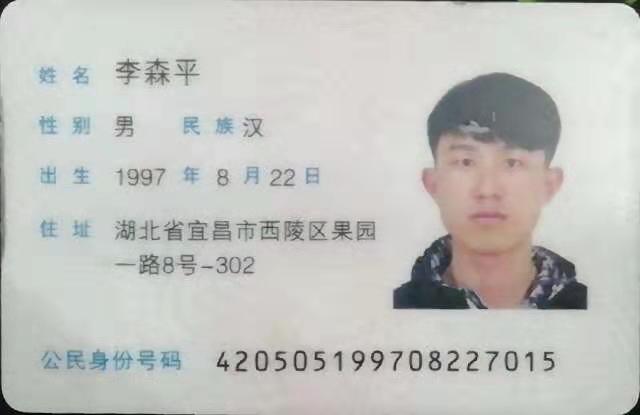 姓名 李森平
性别 男 民族 汉
出生 1997 年 8 月 22 日
住址 湖北省宜昌市西陵区果园
一路8号-302
公民身份号码 420505199708227015